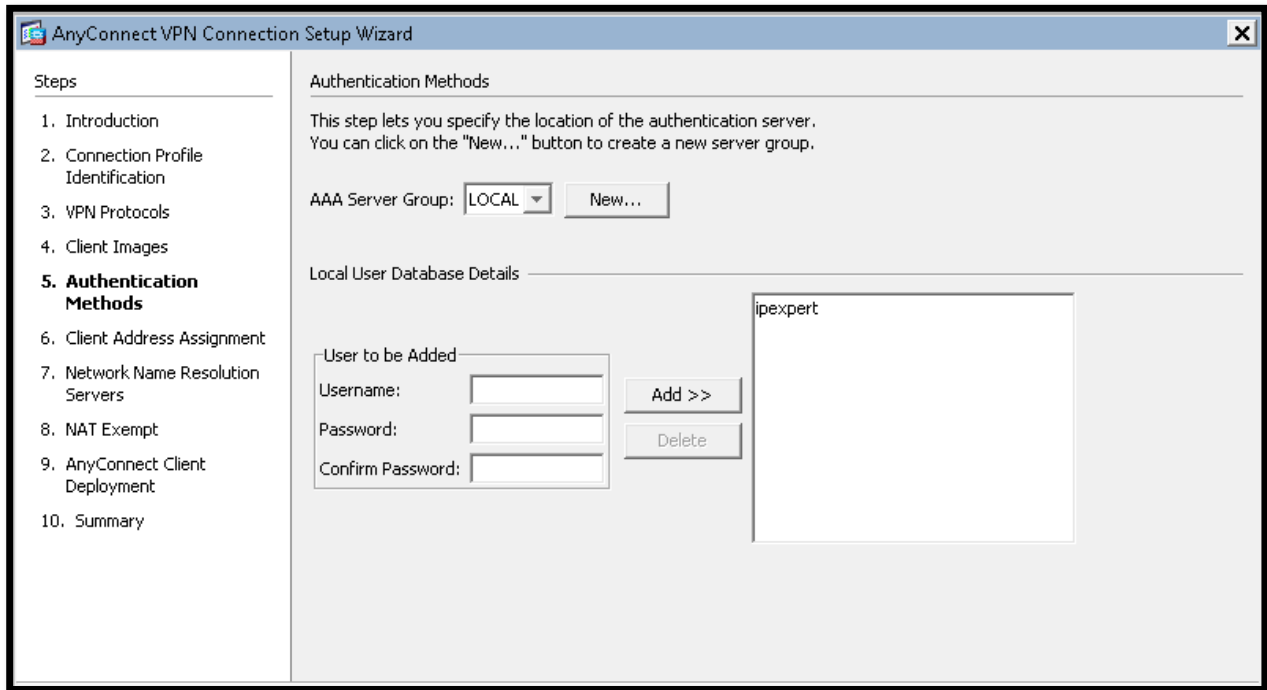 AnyConnect VPN Connection Setup Wizard
Steps
1. Introduction
2. Connection Profile
Identification
3. VPN Protocols
4. Client Images
5. Authentication
Methods
6. Client Address Assignment
7. Network Name Resolution
Servers
8. NAT Exempt
9. AnyConnect Client
Deployment
10. Summary
Authentication Methods
This step lets you specify the location of the authentication server.
You can click on the "New..." button to create a new server group.
AAA Server Group: LOCAL New...
Local User Database Details
User to be Added
Username:
Password:
Confirm Password:
Add >>
Delete
ipexpert